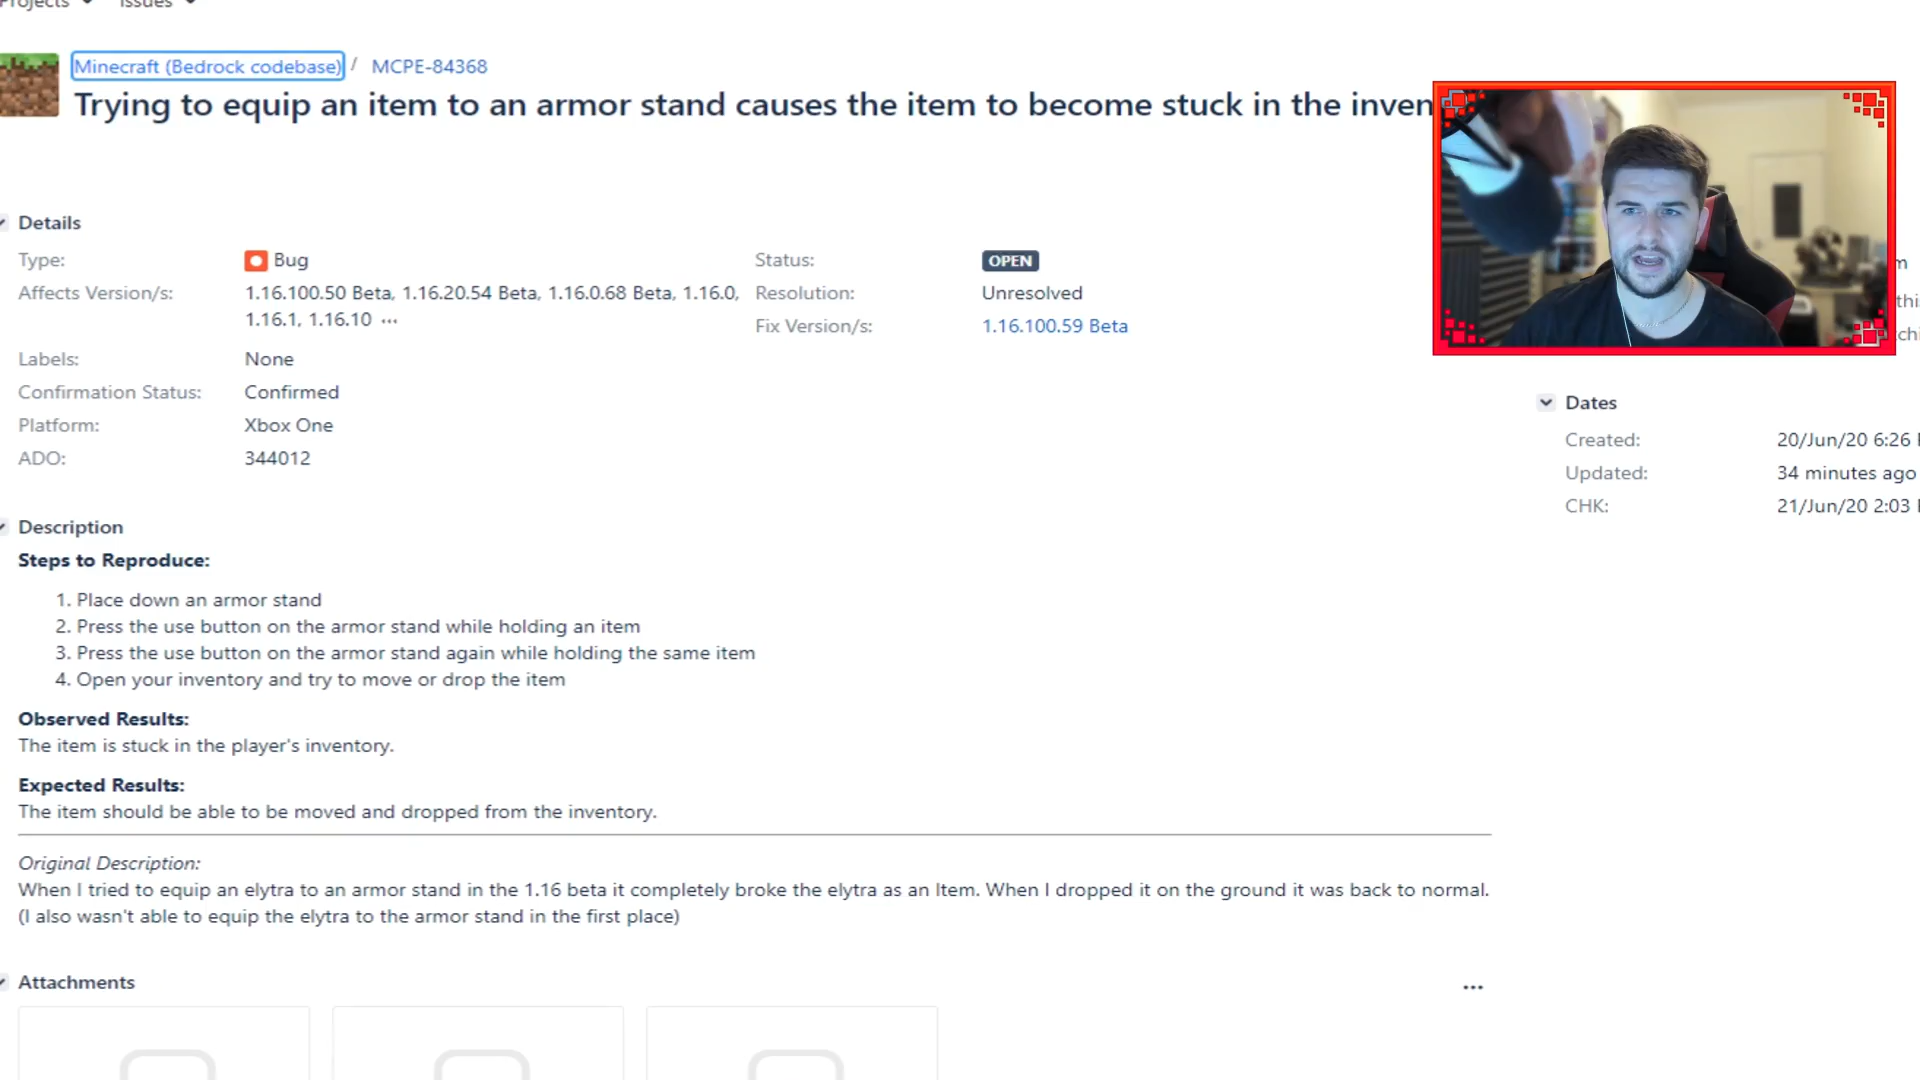 Projects
Issues
Minecraft (Bedrock codebase) / MCPE-84368
Trying to equip an item to an armor stand causes the item to become stuck in the inven
Details
Type: Bug
Status: OPEN
Affects Version/s: 1.16.100.50 Beta, 1.16.20.54 Beta, 1.16.0.68 Beta, 1.16.0,
1.16.1, 1.16.10 ···
Resolution: Unresolved
Fix Version/s: 1.16.100.59 Beta
Labels: None
Confirmation Status: Confirmed
Platform: Xbox One
ADO: 344012
Dates
Created: 20/Jun/20 6:26
Updated: 34 minutes ago
CHK: 21/Jun/20 2:03
Description
Steps to Reproduce:
1. Place down an armor stand
2. Press the use button on the armor stand while holding an item
3. Press the use button on the armor stand again while holding the same item
4. Open your inventory and try to move or drop the item
Observed Results:
The item is stuck in the player's inventory.
Expected Results:
The item should be able to be moved and dropped from the inventory.
Original Description:
When I tried to equip an elytra to an armor stand in the 1.16 beta it completely broke the elytra as an Item. When I dropped it on the ground it was back to normal.
(I also wasn't able to equip the elytra to the armor stand in the first place)
Attachments